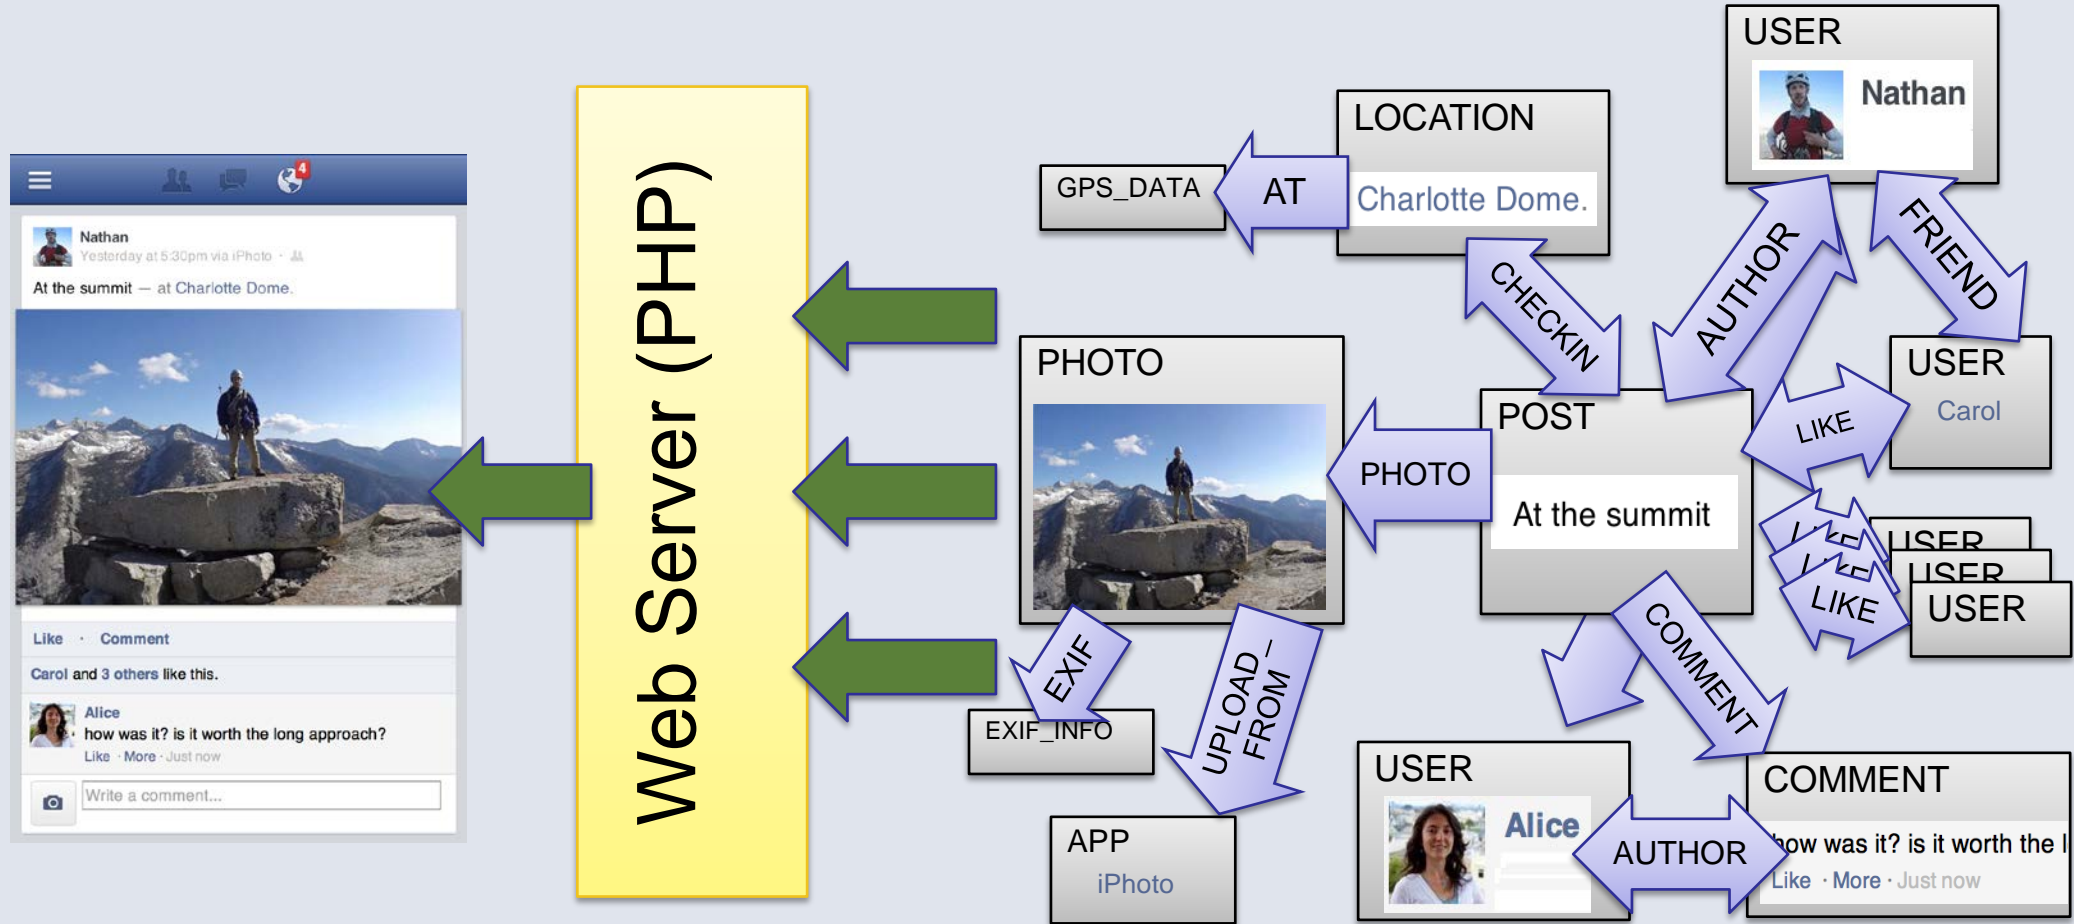 4
Nathan
Yesterday at 5:30pm via iPhoto ·
At the summit — at Charlotte Dome.
Like · Comment
Carol and 3 others like this.
Alice
how was it? is it worth the long approach?
Like · More · Just now
Write a comment...
Web Server (PHP)
GPS_DATA
AT
LOCATION
Charlotte Dome.
USER
Nathan
CHECKIN
AUTHOR
FRIEND
PHOTO
PHOTO
POST
At the summit
LIKE
USER
Carol
LIKE
USER
LIKE
USER
LIKE
USER
EXIF
EXIF_INFO
UPLOAD_
FROM
APP
iPhoto
COMMENT
USER
Alice
AUTHOR
COMMENT
how was it? is it worth the l
Like · More · Just now